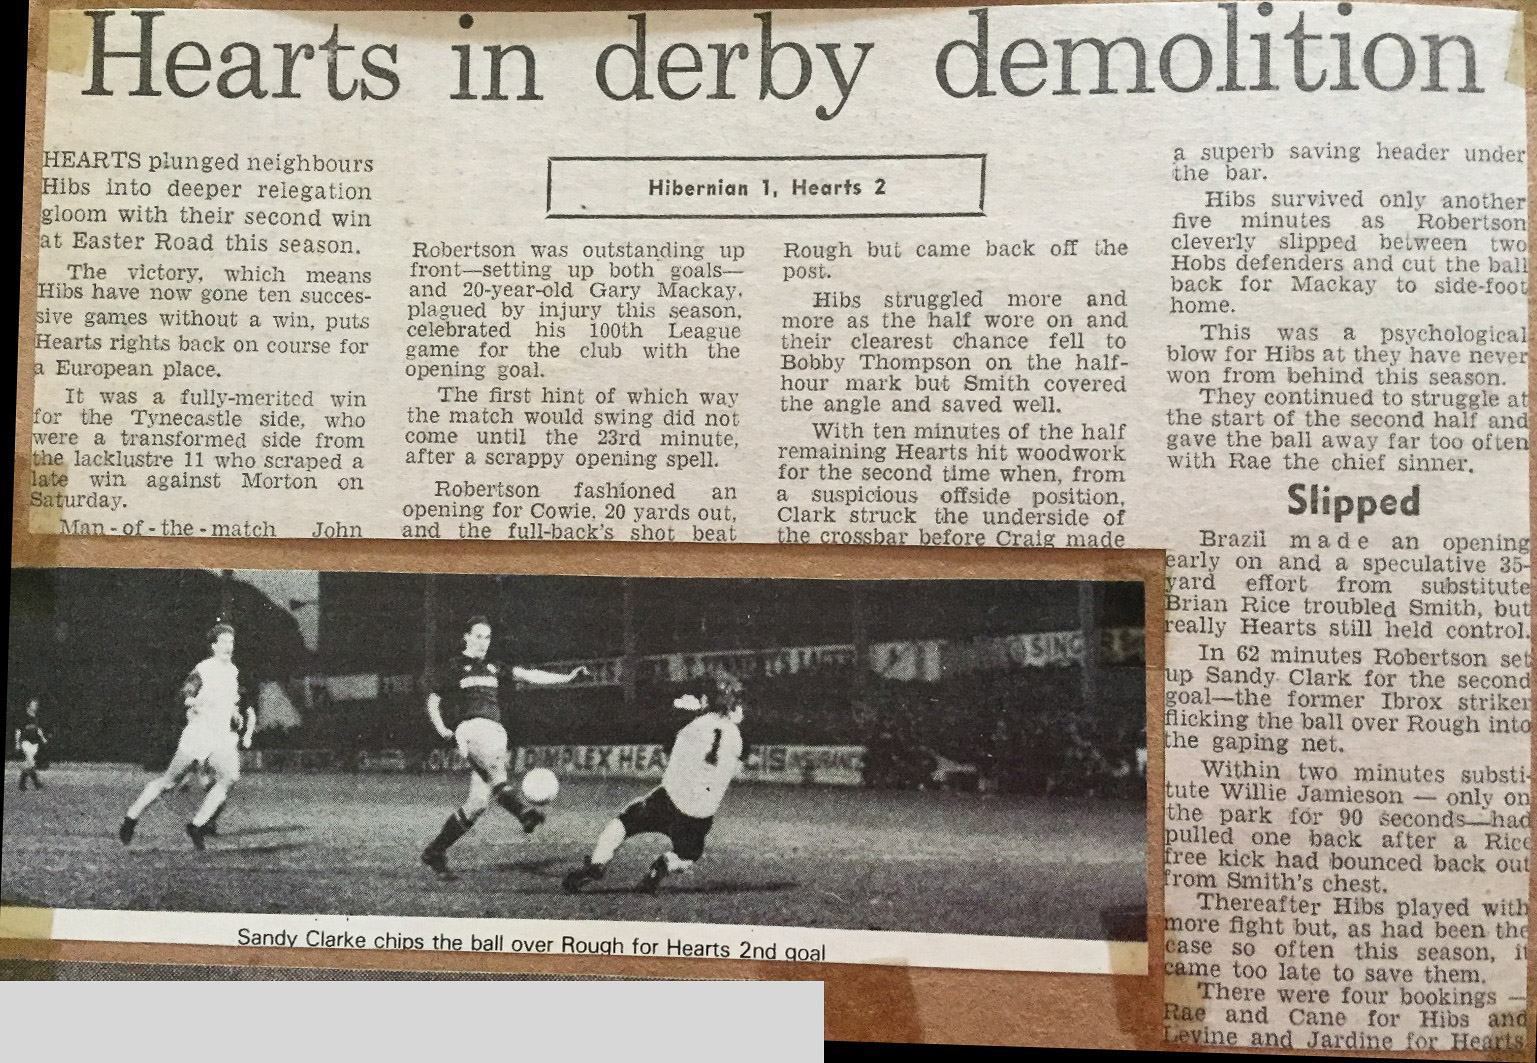 Hearts in derby demolition
HEARTS plunged neighbours
Hibs into deeper relegation
gloom with their second win
at Easter Road this season.
The victory, which means
Hibs have now gone ten succes-
sive games without a win, puts
Hearts rights back on course for
a European place.
It was a fully-merited win
for the Tynecastle side, who
were a transformed side from
the lacklustre 11 who scraped a
late win against Morton on
Saturday.
Man-of-the-match John
Hibernian 1, Hearts 2
Robertson was outstanding up
front—setting up both goals—
and 20-year-old Gary Mackay,
plagued by injury this season,
celebrated his 100th League
game for the club with the
opening goal.
The first hint of which way
the match would swing did not
come until the 23rd minute,
after a scrappy opening spell.
Robertson fashioned an
opening for Cowie, 20 yards out,
and the full-back's shot beat
Rough but came back off the
post.
Hibs struggled more and
more as the half wore on and
their clearest chance fell to
Bobby Thompson on the half-
hour mark but Smith covered
the angle and saved well.
With ten minutes of the half
remaining Hearts hit woodwork
for the second time when, from
a suspicious offside position,
Clark struck the underside of
the crossbar before Craig made
a superb saving header under
the bar.
Hibs survived only another
five minutes as Robertson
cleverly slipped between two
Hobs defenders and cut the ball
back for Mackay to side-foot
home.
This was a psychological
blow for Hibs at they have never
won from behind this season.
They continued to struggle at
the start of the second half and
gave the ball away far too often
with Rae the chief sinner.
Slipped
Brazil made an opening
early on and a speculative 35-
yard effort from substitute
Brian Rice troubled Smith, but
really Hearts still held control.
In 62 minutes Robertson set
up Sandy Clark for the second
goal—the former Ibrox striker
flicking the ball over Rough into
the gaping net.
Within two minutes substi-
tute Willie Jamieson — only on
the park for 90 seconds—had
pulled one back after a Rice
free kick had bounced back out
from Smith's chest.
Thereafter Hibs played with
more fight but, as had been the
case so often this season, it
came too late to save them.
There were four bookings —
Rae and Cane for Hibs and
Levine and Jardine for Hearts
SING
DIMPLEX HEA
CIS INSURANCE
1
Sandy Clarke chips the ball over Rough for Hearts 2nd goal